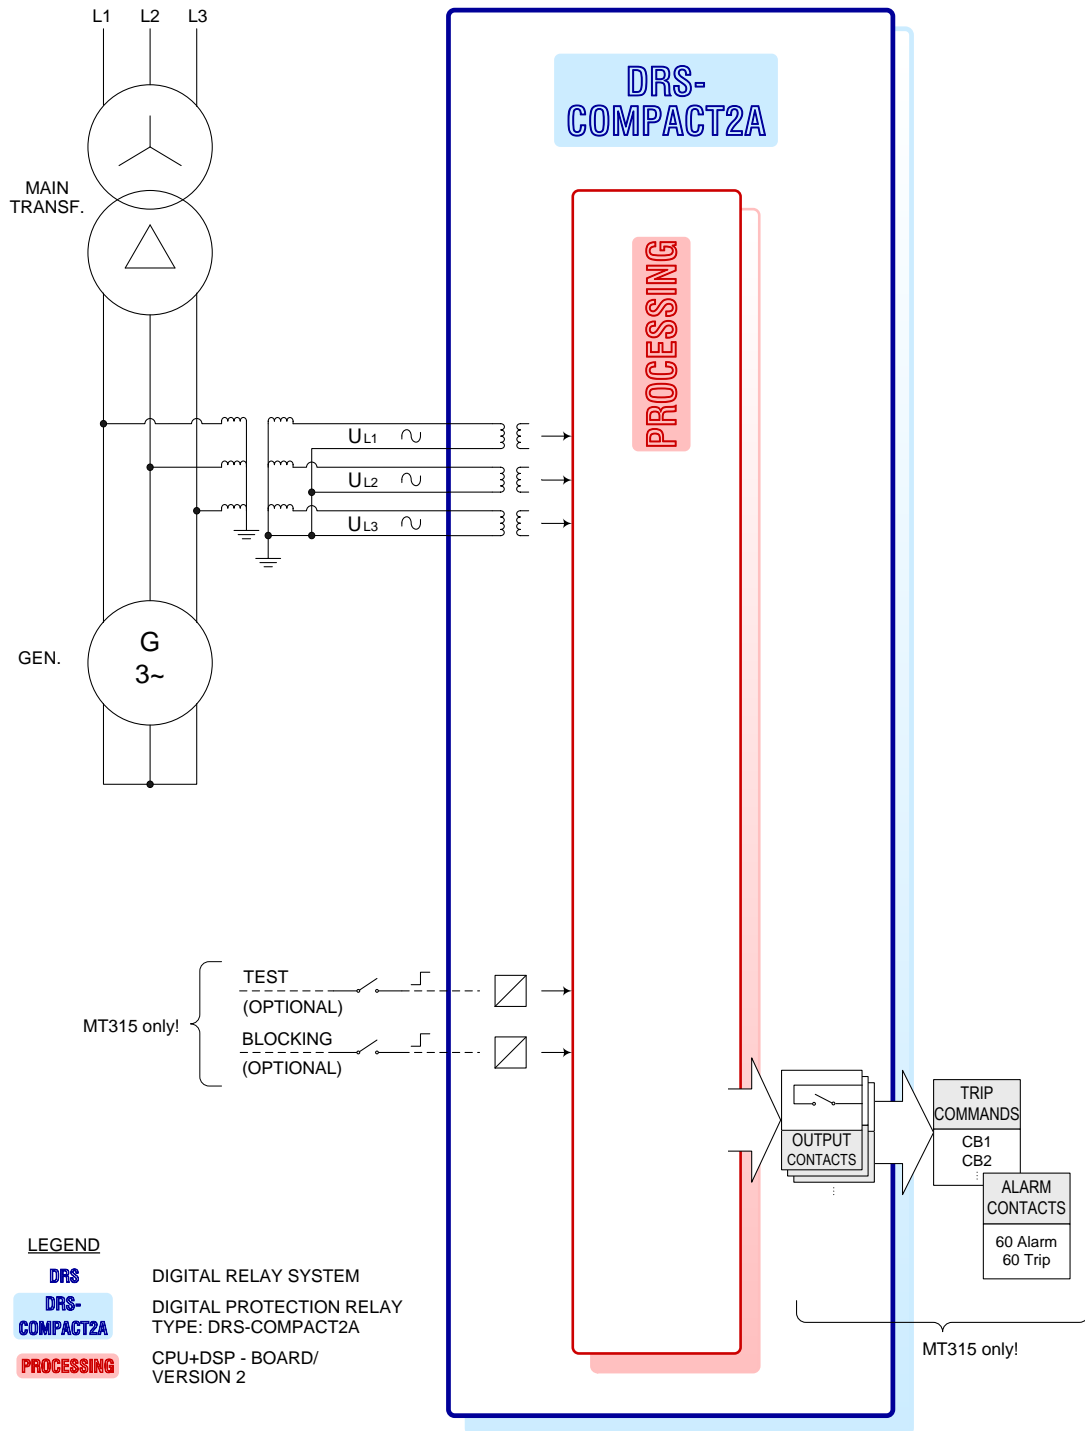 L1 L2 L3
DRS-
COMPACT2A
MAIN
TRANSF.
PROCESSING
UL1
UL2
UL3
G
3~
GEN.
TEST
(OPTIONAL)
MT315 only!
BLOCKING
(OPTIONAL)
OUTPUT
CONTACTS
TRIP
COMMANDS
CB1
CB2
ALARM
CONTACTS
60 Alarm
60 Trip
MT315 only!
LEGEND
DRS DIGITAL RELAY SYSTEM
DRS-
COMPACT2A
DIGITAL PROTECTION RELAY
TYPE: DRS-COMPACT2A
PROCESSING
CPU+DSP - BOARD/
VERSION 2